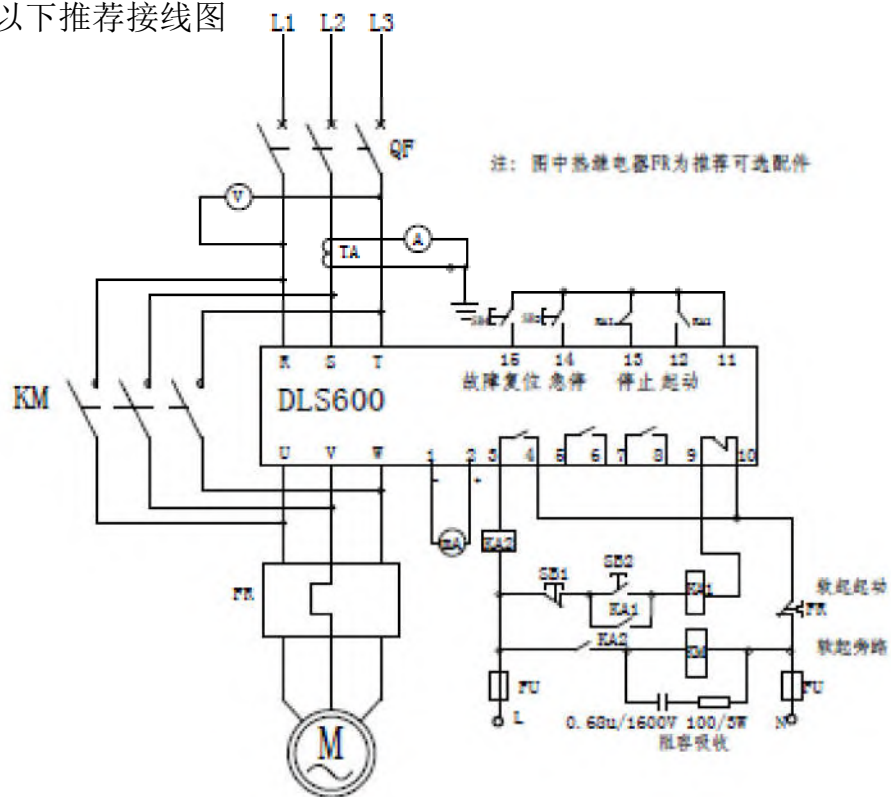 以下推荐接线图
L1 L2 L3
QF
注：图中热继电器FR为推荐可选配件
V
A
TA
KM
R S T
15 14 13 12 11
故障复位 急停 停止 起动
DLS600
U V W
1 2 3 4 5 6 7 8 9 10
- +
mA
KA2
SB1 SB2 KA1
KA1
软起起动
FR
FR
KA2 KM
软起旁路
FU FU
L 0.68u/1600V 100/5W N
阻容吸收
M